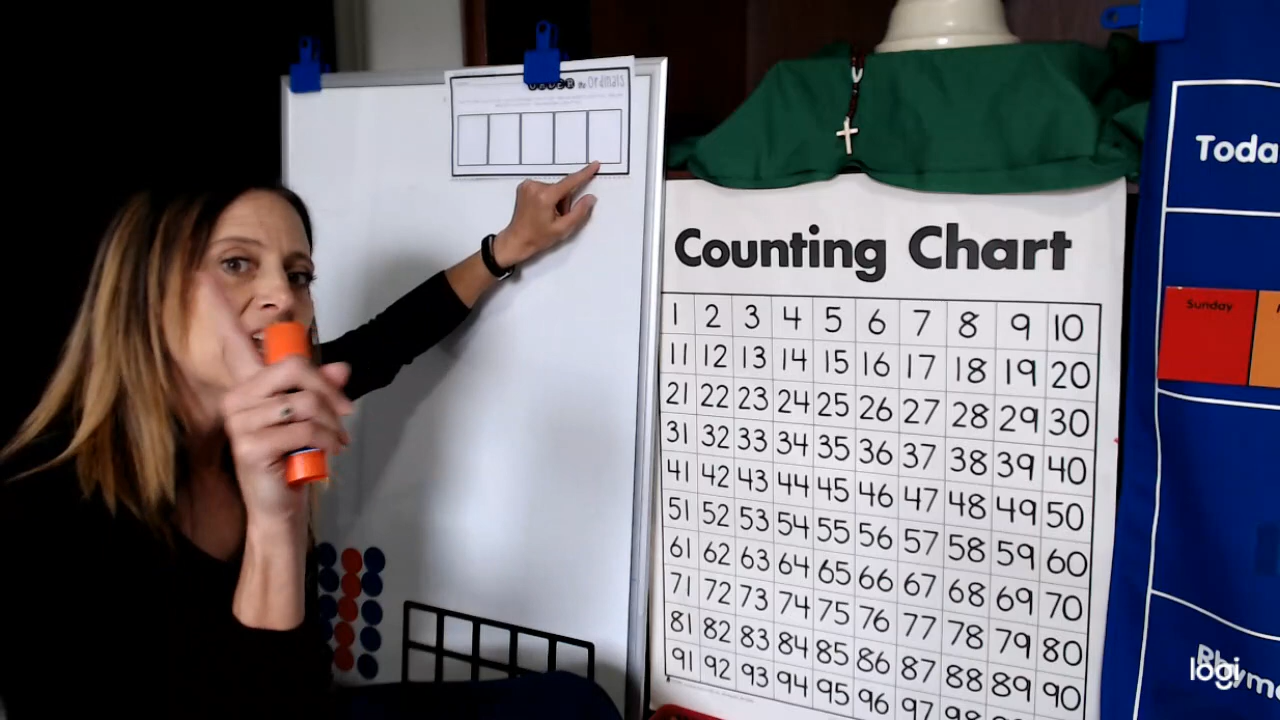 ORDER the Ordinals
Counting Chart
1 2 3 4 5 6 7 8 9 10
11 12 13 14 15 16 17 18 19 20
21 22 23 24 25 26 27 28 29 30
31 32 33 34 35 36 37 38 39 40
41 42 43 44 45 46 47 48 49 50
51 52 53 54 55 56 57 58 59 60
61 62 63 64 65 66 67 68 69 70
71 72 73 74 75 76 77 78 79 80
81 82 83 84 85 86 87 88 89 90
91 92 93 94 95 96 97 98
Toda
Sunday
Rhyme
logi